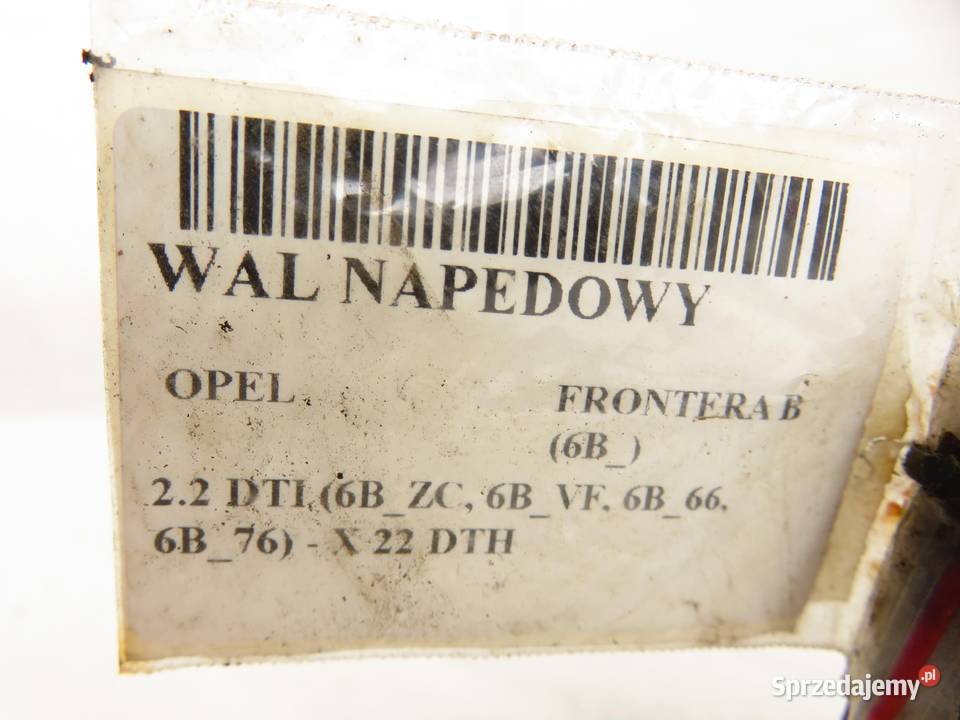 WAL NAPEDOWY
OPEL
FRONTERA B
(6B_)
2.2 DTI (6B_ZC, 6B_VF, 6B_66,
6B_76) - X 22 DTH
Sprzedajemy.pl